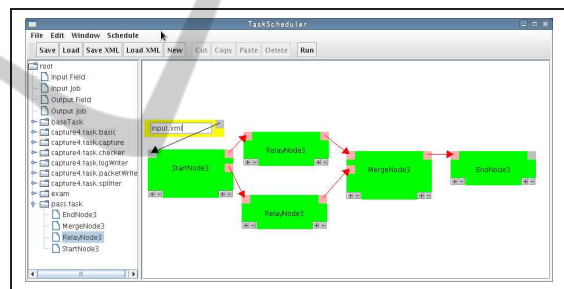 TaskScheduler
File Edit Window Schedule
Save Load Save XML Load XML New Cut Copy Paste Delete Run
root
Input Field
Input Job
Output Field
Output Job
baseTask
capture4.task.basic
capture4.task.capture
capture4.task.checker
capture4.task.logWriter
capture4.task.packetWrite
capture4.task.splitter
exam
pass.task
EndNode3
MergeNode3
RelayNode3
StartNode3
input.xml
StartNode3
RelayNode3
RelayNode3
MergeNode3
EndNode3